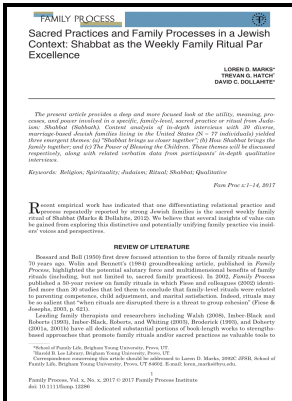 FAMILY PROCESS
Sacred Practices and Family Processes in a Jewish
Context: Shabbat as the Weekly Family Ritual Par
Excellence
LOREN D. MARKS*
TREVAN G. HATCH†
DAVID C. DOLLAHITE*
The present article provides a deep and more focused look at the utility, meaning, pro-
cesses, and power involved in a specific, family-level, sacred practice or ritual from Juda-
ism: Shabbat (Sabbath). Content analysis of in-depth interviews with 30 diverse,
marriage-based Jewish families living in the United States (N = 77 individuals) yielded
three emergent themes: (a) "Shabbat brings us closer together"; (b) How Shabbat brings the
family together; and (c) The Power of Blessing the Children. These themes will be discussed
respectively, along with related verbatim data from participants' in-depth qualitative
interviews.
Keywords: Religion; Spirituality; Judaism; Ritual; Shabbat; Qualitative
Fam Proc x:1–14, 2017
Recent empirical work has indicated that one differentiating relational practice and
process repeatedly reported by strong Jewish families is the sacred weekly family
ritual of Shabbat (Marks & Dollahite, 2012). We believe that several insights of value can
be gained from exploring this distinctive and potentially unifying practice via insid-
ers' voices and perspectives.
REVIEW OF LITERATURE
Bossard and Boll (1950) first drew focused attention to the force of family rituals nearly
70 years ago. Wolin and Bennett's (1984) groundbreaking article, published in Family
Process, highlighted the potential salutary force and multidimensional benefits of family
rituals (including, but not limited to, sacred family practices). In 2002, Family Process
published a 50-year review on family rituals in which Fiese and colleagues (2002) identi-
fied more than 30 studies that led them to conclude that family-level rituals were related
to parenting competence, child adjustment, and marital satisfaction. Indeed, rituals may
be so salient that "when rituals are disrupted there is a threat to group cohesion" (Fiese &
Josephs, 2003, p. 621).
Leading family therapists and researchers including Walsh (2006), Imber-Black and
Roberts (1993), Imber-Black, Roberts, and Whiting (2003), Broderick (1993), and Doherty
(2001a, 2001b) have all dedicated substantial portions of book-length works to strengths-
based approaches that promote family rituals and/or sacred practices as valuable tools to
*School of Family Life, Brigham Young University, Provo, UT.
†Harold B. Lee Library, Brigham Young University, Provo, UT.
Correspondence concerning this article should be addressed to Loren D. Marks, 2092C JFSB, School of
Family Life, Brigham Young University, Provo, UT 84602. E-mail: loren_marks@byu.edu.
1
Family Process, Vol. x, No. x, 2017 © 2017 Family Process Institute
doi: 10.1111/famp.12286